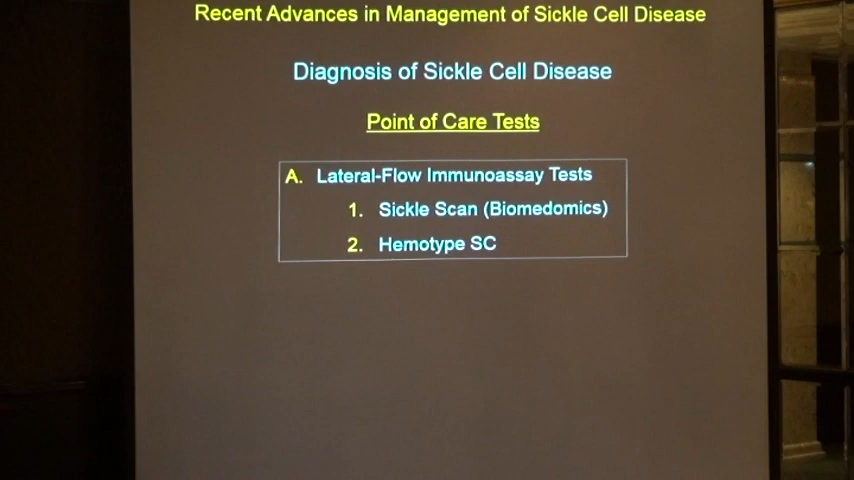 Recent Advances in Management of Sickle Cell Disease
Diagnosis of Sickle Cell Disease
Point of Care Tests
A. Lateral-Flow Immunoassay Tests
1. Sickle Scan (Biomedomics)
2. Hemotype SC